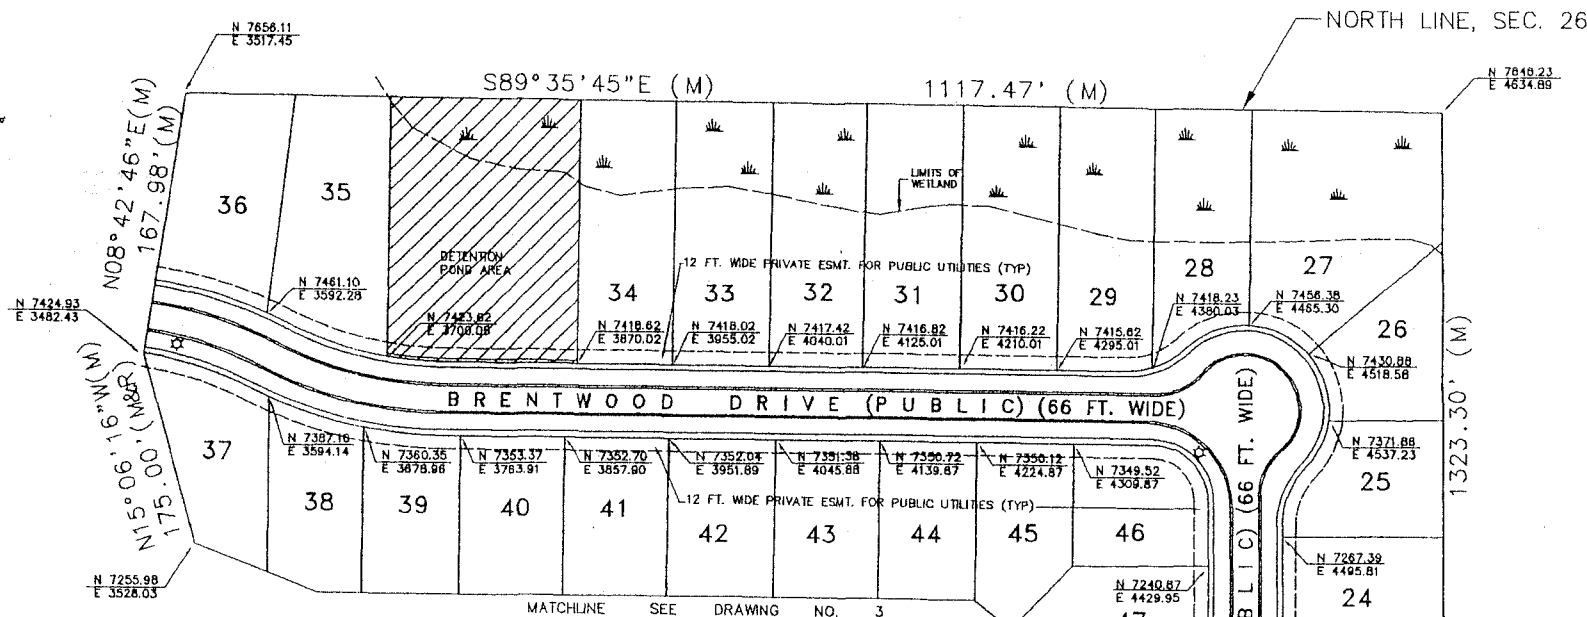 NORTH LINE, SEC. 26
N 7656.11
E 3517.45
S89°35'45"E (M)
1117.47' (M)
N 7648.23
E 4634.89
N08°42'46"E(M)
167.98'(M)
36
35
DETENTION
POND AREA
LIMITS OF
WETLAND
12 FT. WIDE PRIVATE ESMT. FOR PUBLIC UTILITIES (TYP)
34
33
32
31
30
29
28
27
26
N 7461.10
E 3592.28
N 7424.93
E 3482.43
N 7423.62
E 3700.08
N 7418.62
E 3870.02
N 7418.02
E 3955.02
N 7417.42
E 4040.01
N 7416.82
E 4125.01
N 7416.22
E 4210.01
N 7415.62
E 4295.01
N 7418.23
E 4380.03
N 7456.38
E 4465.30
N 7430.88
E 4518.58
1323.30' (M)
BRENTWOOD DRIVE (PUBLIC) (66 FT. WIDE)
N15°06'16"W(M)
175.00'(M&R)
37
N 7387.16
E 3594.14
N 7360.35
E 3678.96
N 7353.37
E 3763.91
N 7352.70
E 3857.90
N 7352.04
E 3951.89
N 7351.38
E 4045.88
N 7350.72
E 4139.87
N 7350.12
E 4224.87
N 7349.52
E 4309.87
N 7371.88
E 4537.23
BLIC) (66 FT. WIDE)
12 FT. WIDE PRIVATE ESMT. FOR PUBLIC UTILITIES (TYP)
38
39
40
41
42
43
44
45
46
25
N 7267.39
E 4495.81
N 7255.98
E 3528.03
N 7240.87
E 4429.95
24
MATCHLINE SEE DRAWING NO. 3